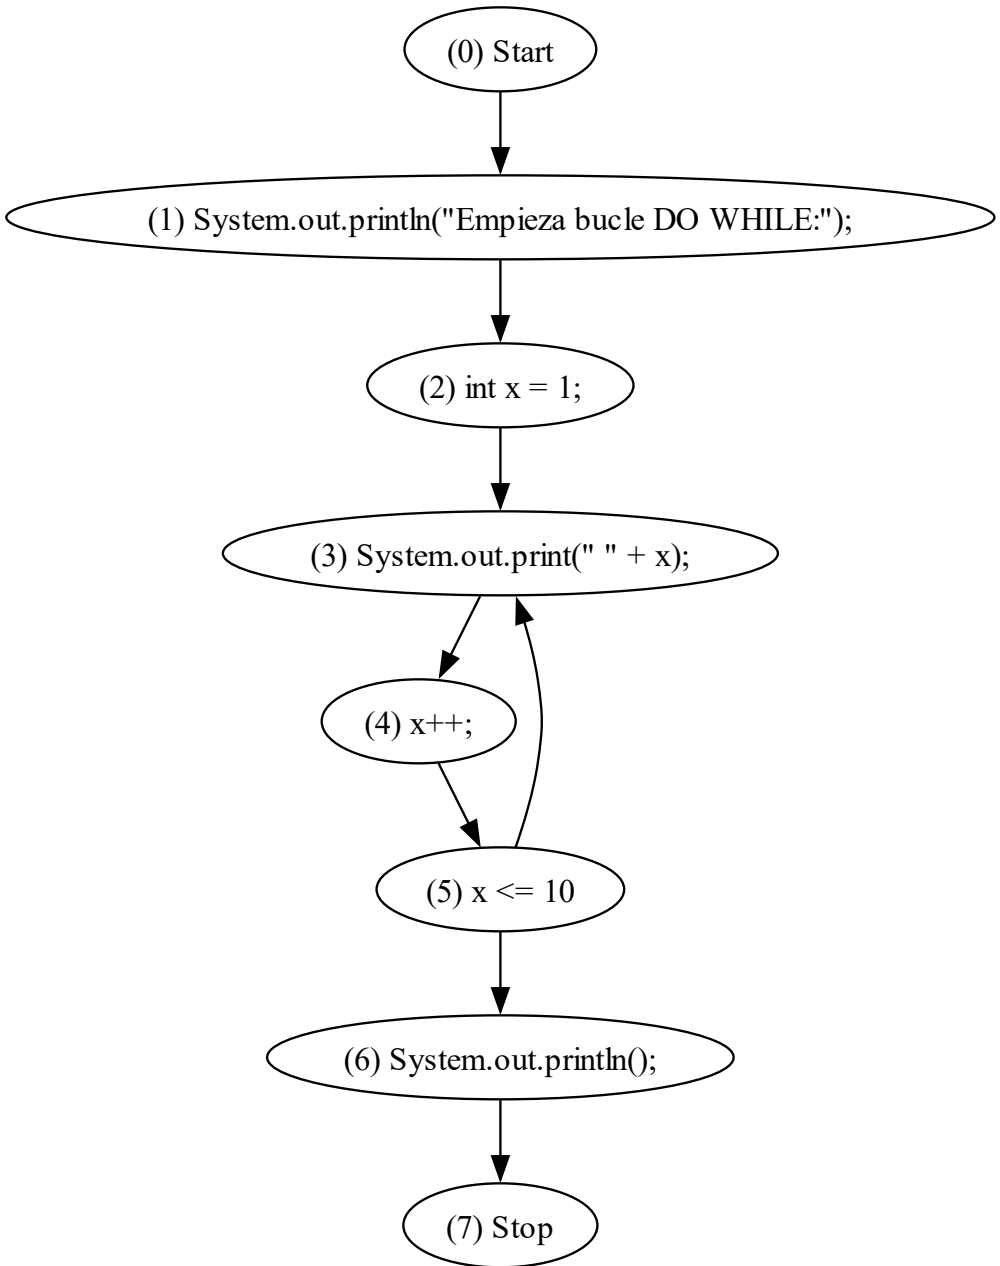 (0) Start
(1) System.out.println("Empieza bucle DO WHILE:");
(2) int x = 1;
(3) System.out.print(" " + x);
(4) x++;
(5) x <= 10
(6) System.out.println();
(7) Stop